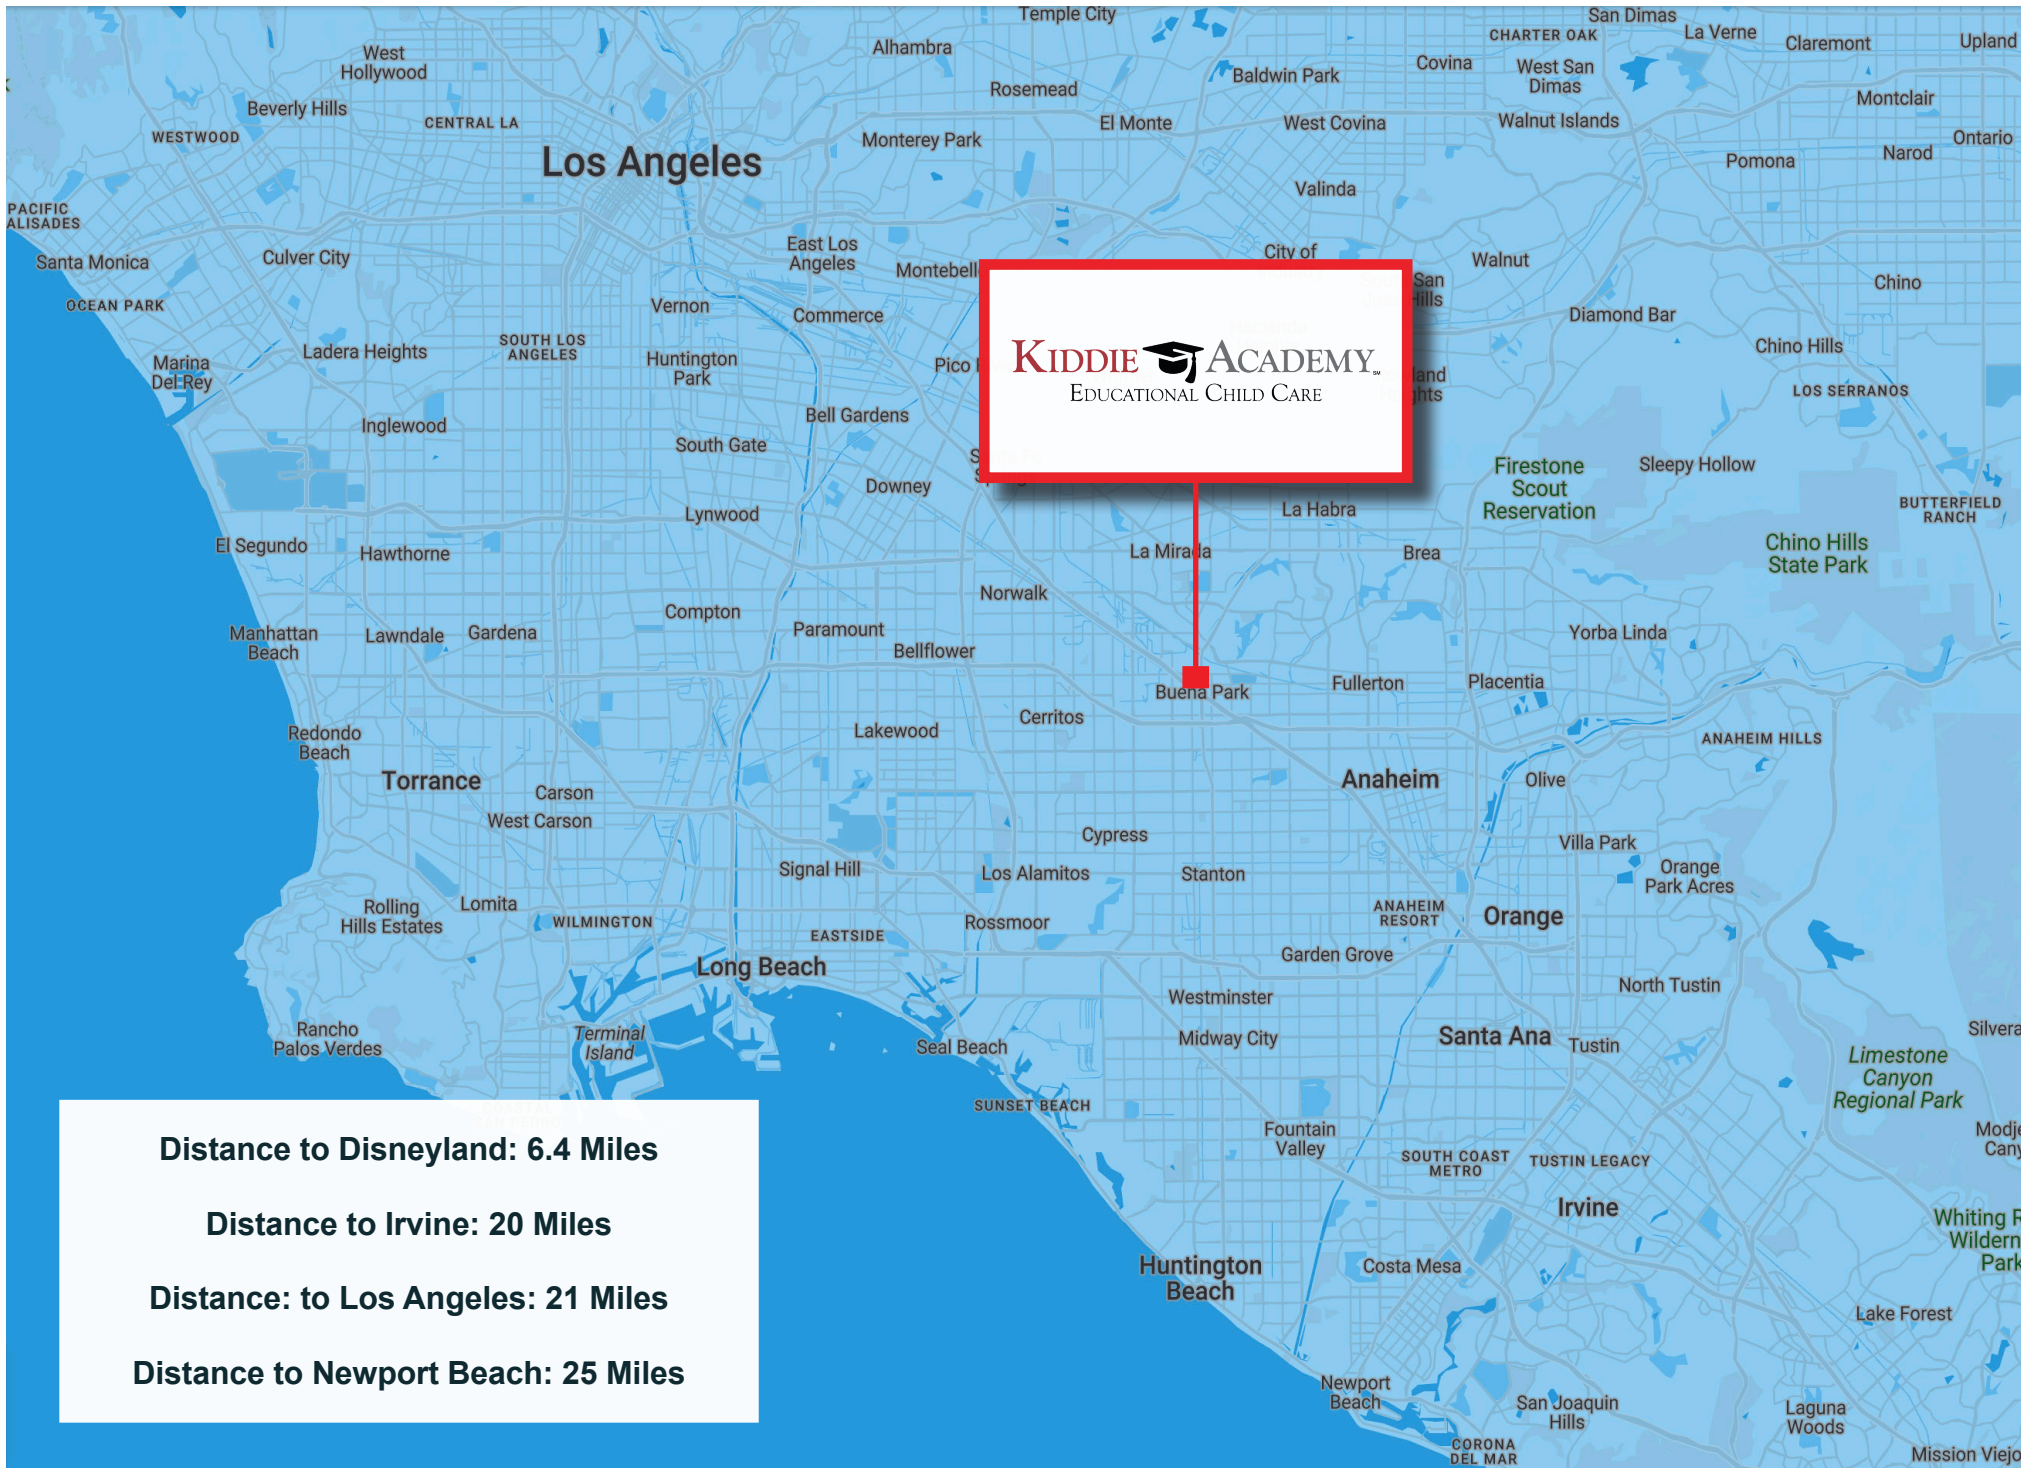 Temple City
San Dimas
CHARTER OAK
La Verne
Claremont
Upland
West
Hollywood
Alhambra
Covina
West San
Dimas
Baldwin Park
Rosemead
Montclair
Beverly Hills
CENTRAL LA
El Monte
West Covina
Walnut Islands
WESTWOOD
Monterey Park
Ontario
Los Angeles
Pomona
Narod
Valinda
PACIFIC
ALISADES
East Los
Angeles
City of
Walnut
Santa Monica
Culver City
Montebell
San
Hills
Chino
OCEAN PARK
Vernon
Commerce
Diamond Bar
SOUTH LOS
ANGELES
Ladera Heights
Huntington
Park
Chino Hills
Marina
Del Rey
Pico
KIDDIE ACADEMY SM
EDUCATIONAL CHILD CARE
land
LOS SERRANOS
Inglewood
Bell Gardens
South Gate
Firestone
Scout
Reservation
Sleepy Hollow
Downey
La Habra
BUTTERFIELD
RANCH
Lynwood
El Segundo
Hawthorne
La Mirada
Brea
Chino Hills
State Park
Norwalk
Compton
Paramount
Manhattan
Beach
Lawndale
Gardena
Bellflower
Yorba Linda
Buena Park
Fullerton
Placentia
Cerritos
Redondo
Beach
Lakewood
ANAHEIM HILLS
Torrance
Carson
Anaheim
Olive
West Carson
Cypress
Villa Park
Signal Hill
Los Alamitos
Stanton
Orange
Park Acres
Rolling
Hills Estates
Lomita
WILMINGTON
EASTSIDE
Rossmoor
ANAHEIM
RESORT
Orange
Long Beach
Garden Grove
North Tustin
Westminster
Rancho
Palos Verdes
Terminal
Island
Seal Beach
Midway City
Santa Ana
Tustin
Silvera
Limestone
Canyon
Regional Park
SUNSET BEACH
Fountain
Valley
SOUTH COAST
METRO
TUSTIN LEGACY
Modje
Cany
Irvine
Whiting R
Wildern
Park
Huntington
Beach
Costa Mesa
Lake Forest
Newport
Beach
San Joaquin
Hills
Laguna
Woods
CORONA
DEL MAR
Mission Viejo
Distance to Disneyland: 6.4 Miles
Distance to Irvine: 20 Miles
Distance: to Los Angeles: 21 Miles
Distance to Newport Beach: 25 Miles